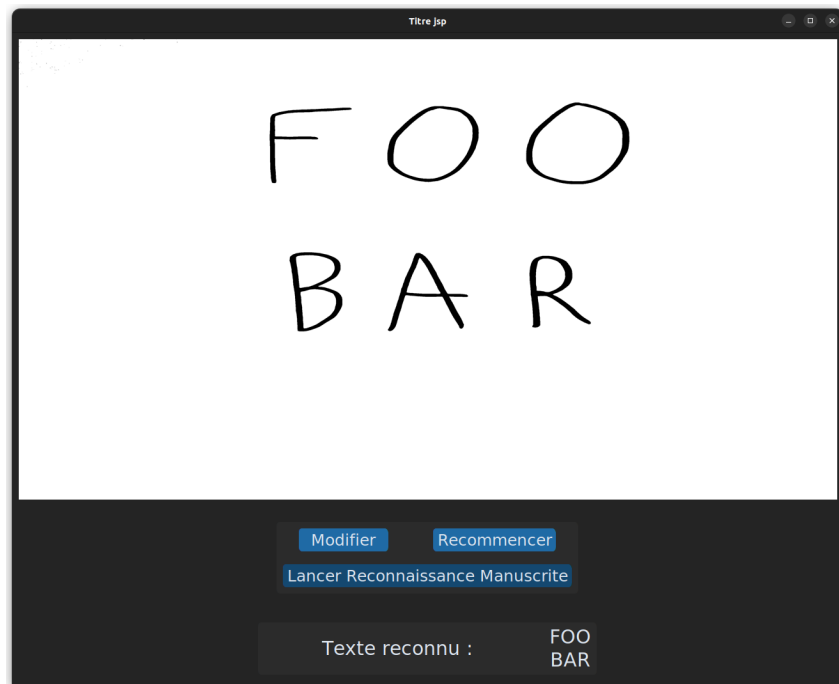 Titre jsp
FOO
BAR
Modifier Recommencer
Lancer Reconnaissance Manuscrite
Texte reconnu : FOO
BAR